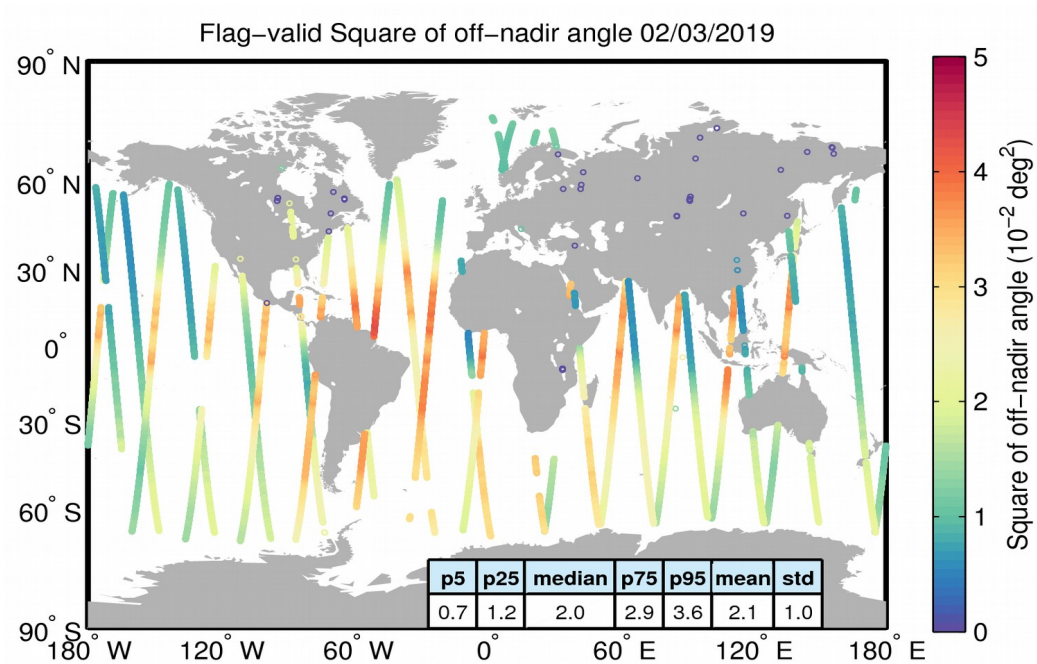 Flag−valid Square of off−nadir angle 02/03/2019
90° N
60° N
30° N
0°
30° S
60° S
90° S
180° W
120° W
60° W
0°
60° E
120° E
180° E
p5 p25 median p75 p95 mean std
0.7 1.2 2.0 2.9 3.6 2.1 1.0
5
4
3
2
1
0
Square of off−nadir angle (10⁻² deg²)